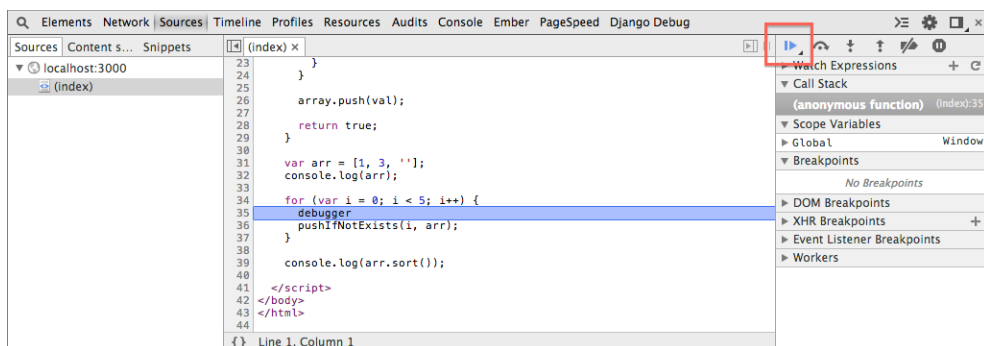 Elements Network Sources Timeline Profiles Resources Audits Console Ember PageSpeed Django Debug
Sources Content s... Snippets
localhost:3000
(index)
(index) ×
23 }
24 }
25
26 array.push(val);
27
28 return true;
29 }
30
31 var arr = [1, 3, ''];
32 console.log(arr);
33
34 for (var i = 0; i < 5; i++) {
35 debugger
36 pushIfNotExists(i, arr);
37 }
38
39 console.log(arr.sort());
40
41 </script>
42 </body>
43 </html>
44
{} Line 1, Column 1
Watch Expressions
Call Stack
(anonymous function) (index):35
Scope Variables
Global Window
Breakpoints
No Breakpoints
DOM Breakpoints
XHR Breakpoints
Event Listener Breakpoints
Workers